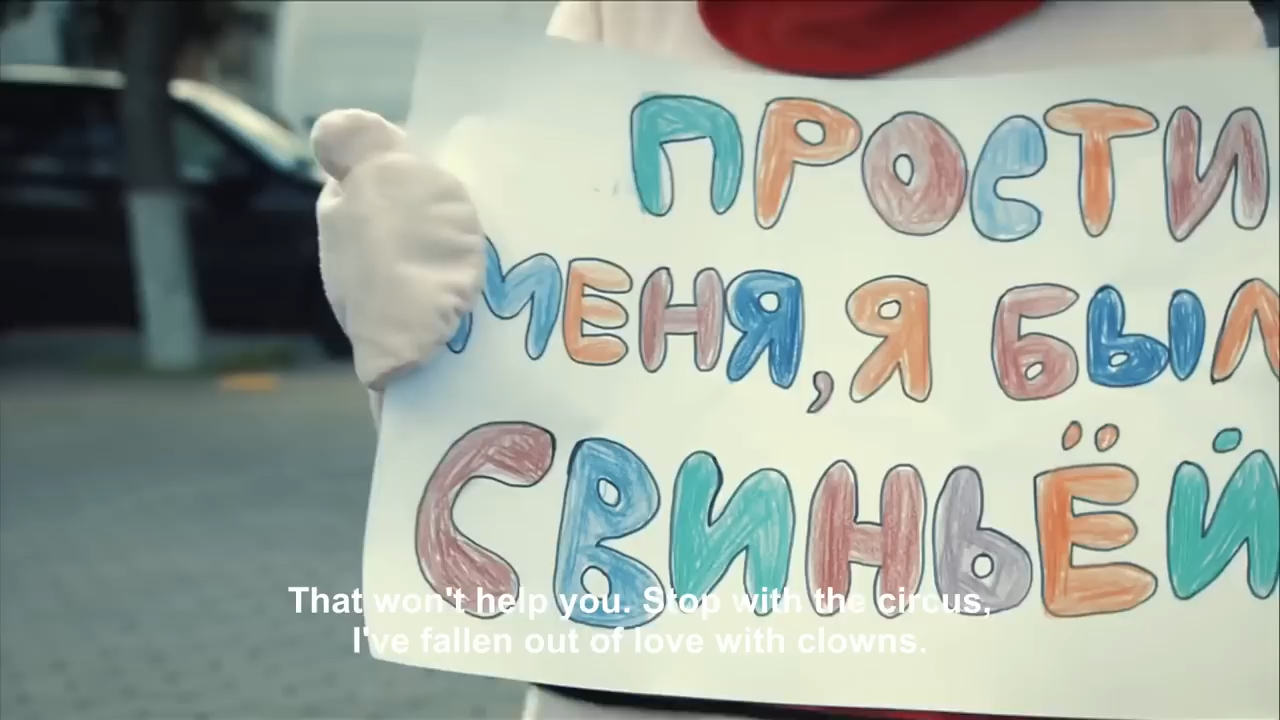 ПРОСТИ
МЕНЯ, Я БЫЛ
СВИНЬЁЙ
That won't help you. Stop with the circus,
I've fallen out of love with clowns.